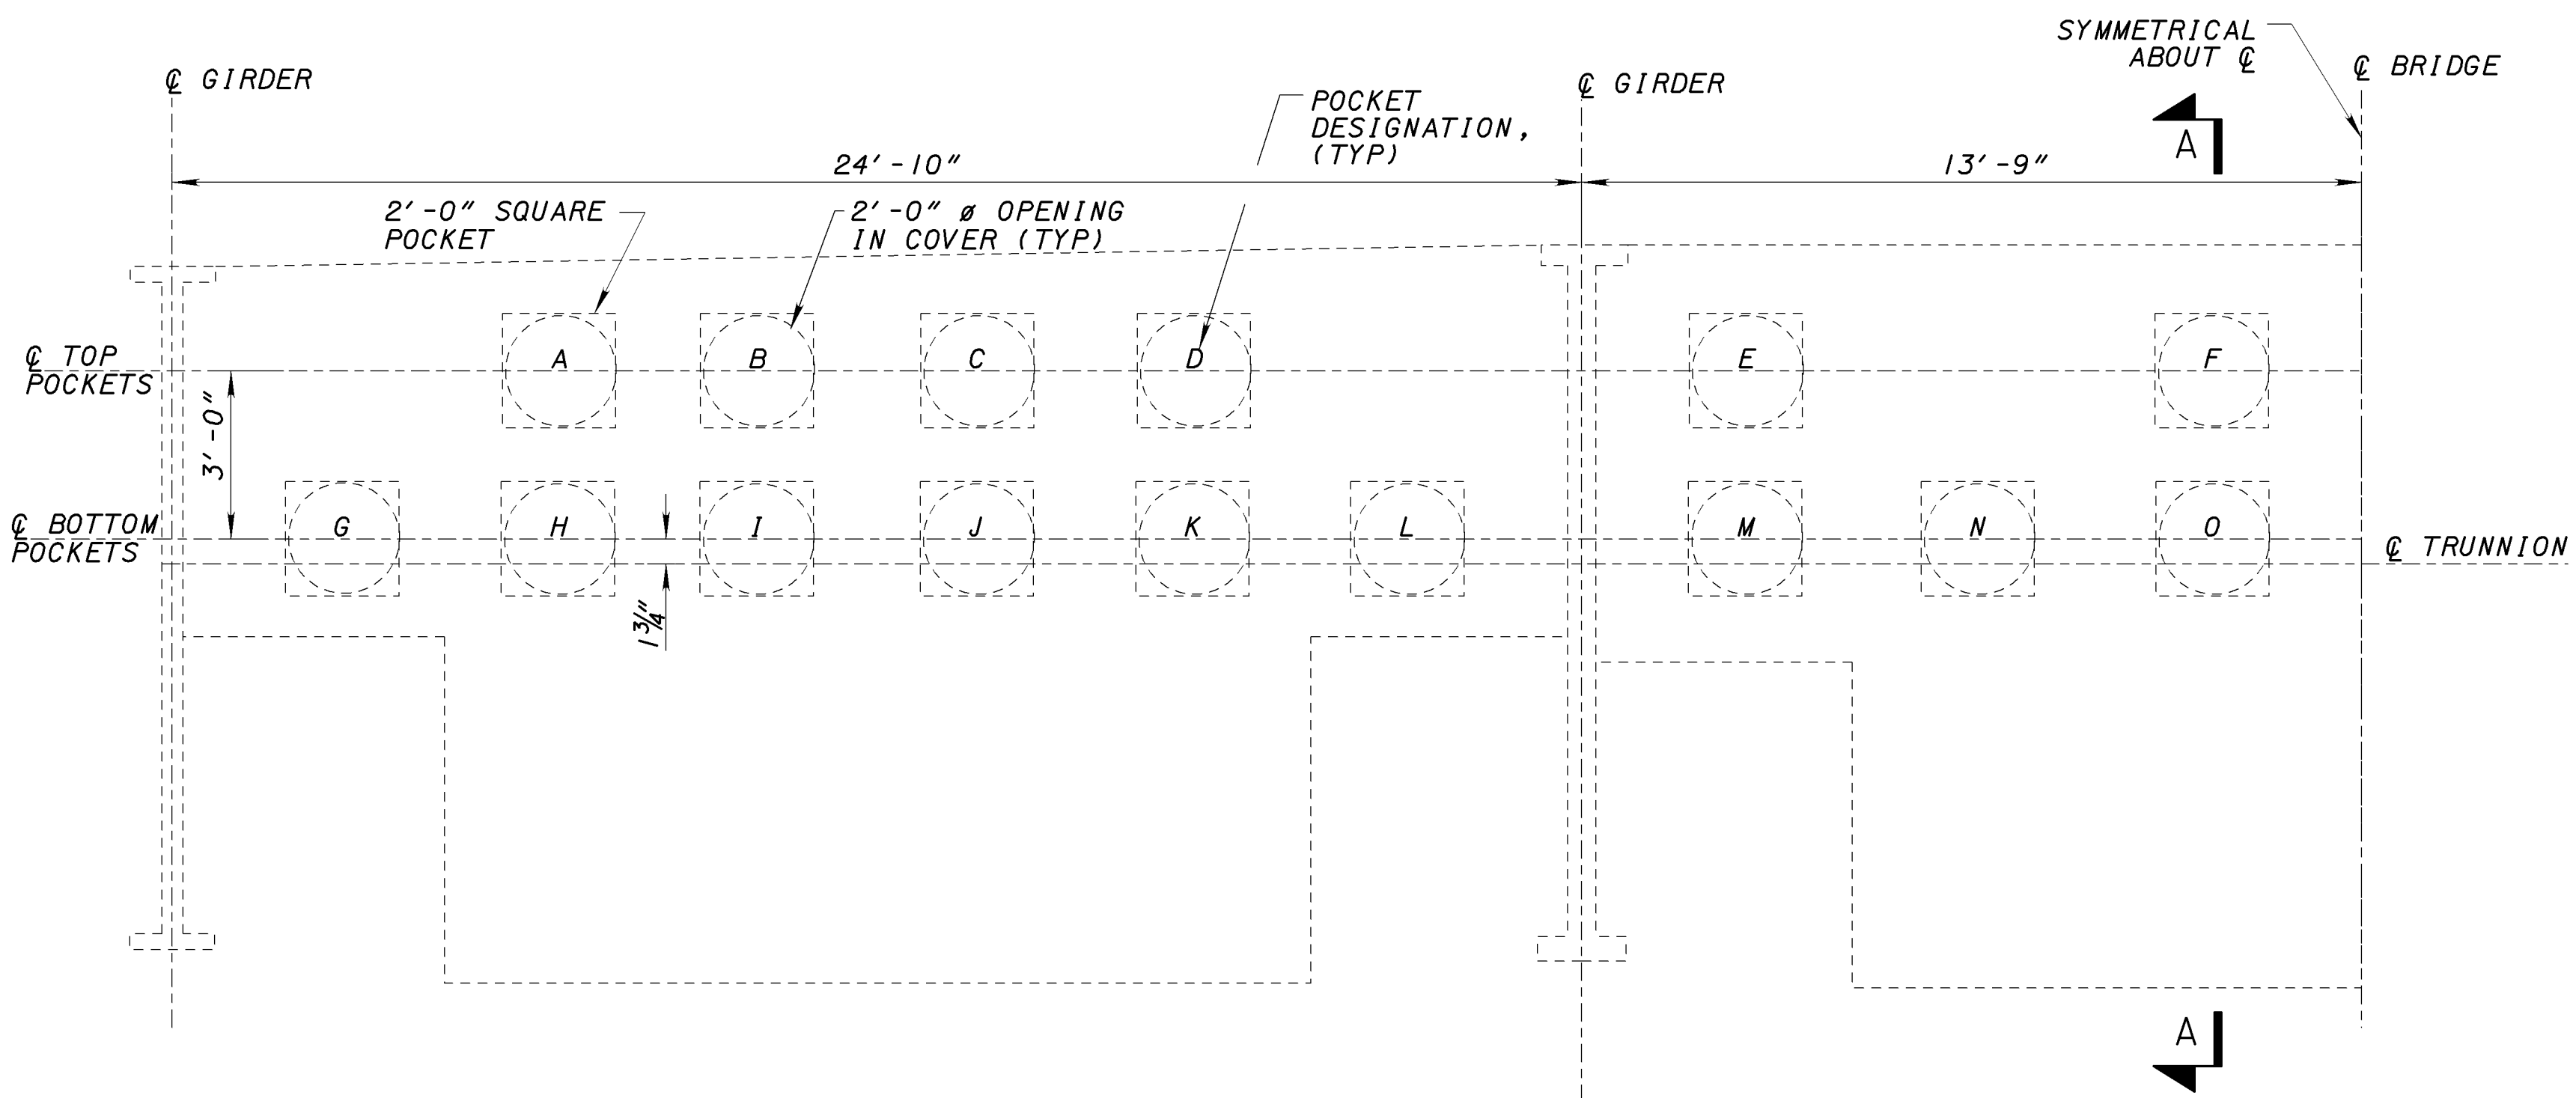 SYMMETRICAL
ABOUT ℄
℄ GIRDER
℄ GIRDER
℄ BRIDGE
POCKET
DESIGNATION,
(TYP)
A
24'-10"
13'-9"
2'-0" SQUARE
POCKET
2'-0" ø OPENING
IN COVER (TYP)
℄ TOP
POCKETS
A
B
C
D
E
F
3'-0"
℄ BOTTOM
POCKETS
G
H
I
J
K
L
M
N
O
℄ TRUNNION
1¾"
A